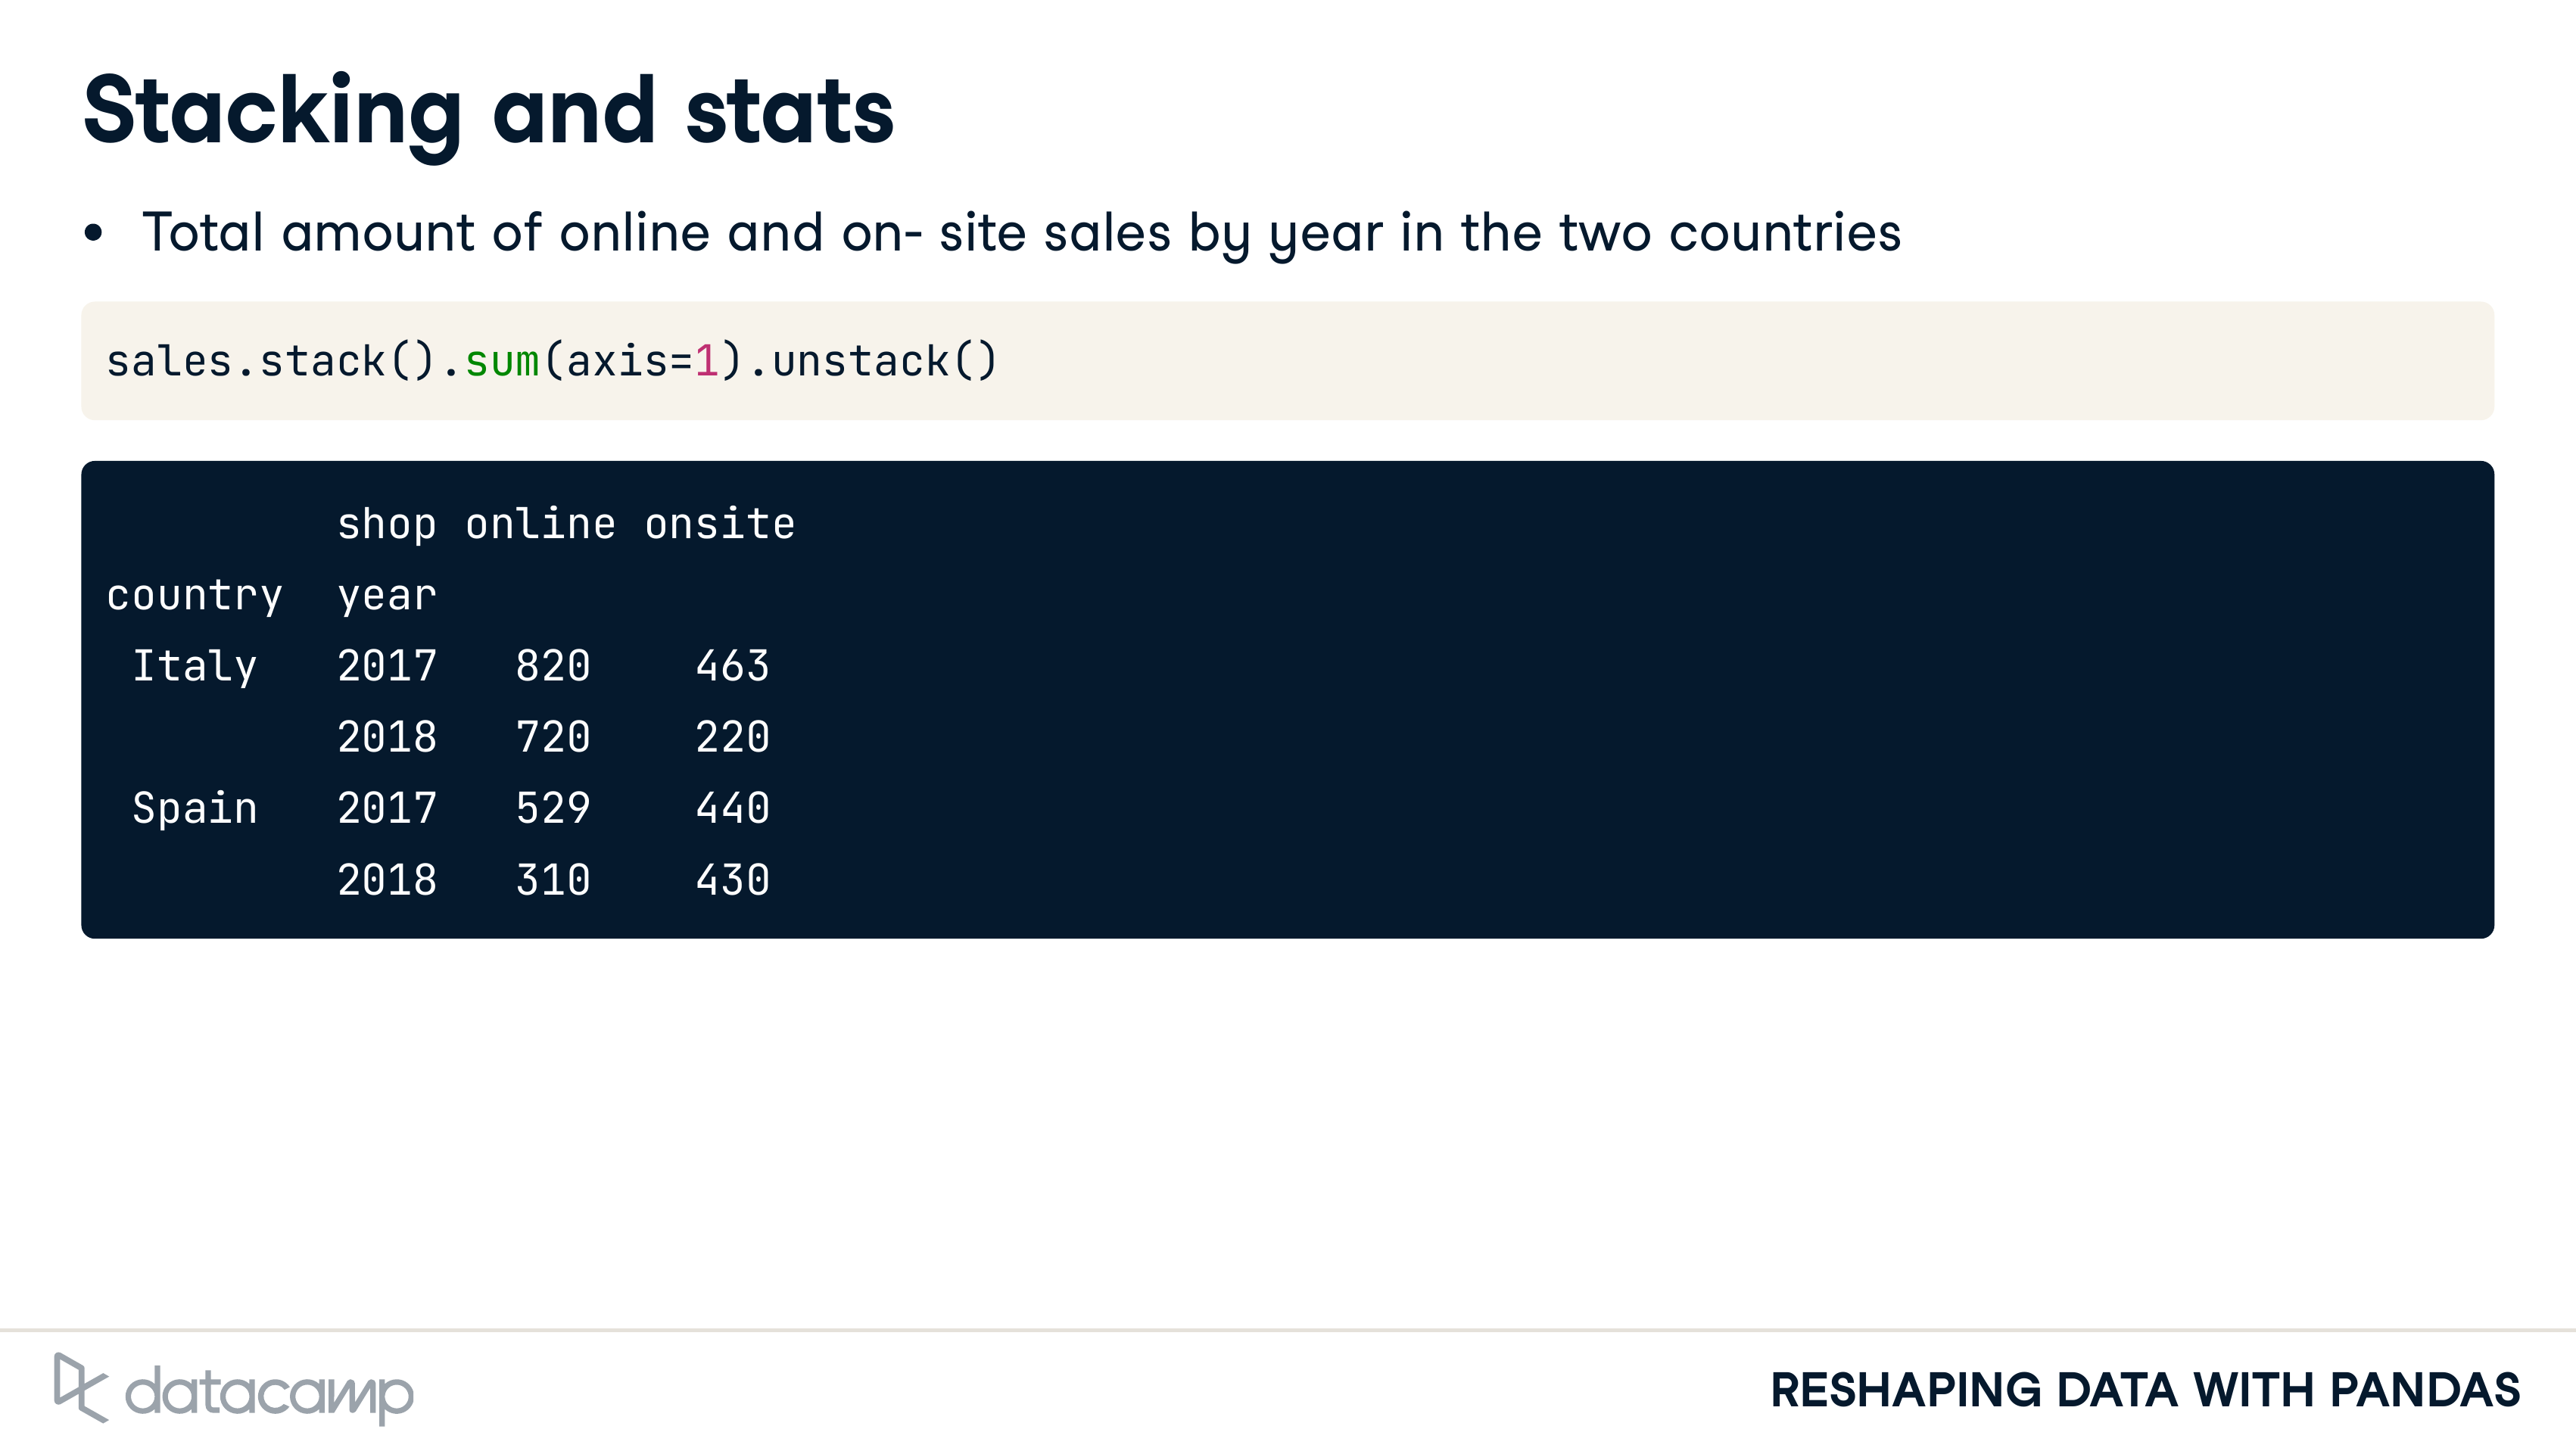 Stacking and stats
• Total amount of online and on- site sales by year in the two countries
sales.stack().sum(axis=1).unstack()
shop online onsite
country year
Italy 2017 820 463
2018 720 220
Spain 2017 529 440
2018 310 430
datacamp
RESHAPING DATA WITH PANDAS